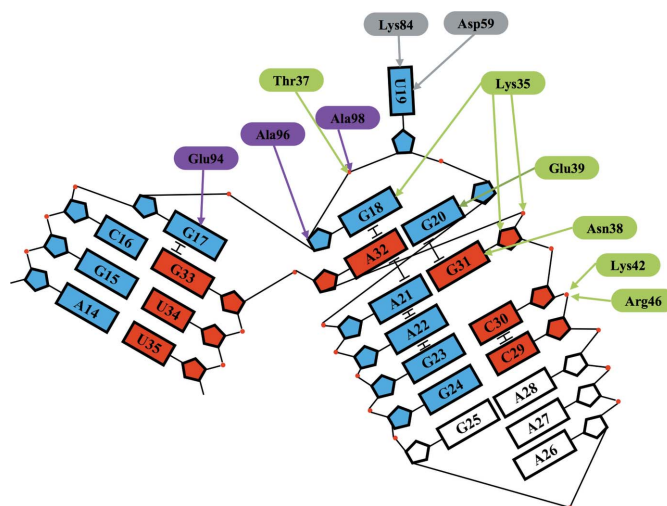 Lys84
Asp59
Thr37
Lys35
U19
Ala98
Ala96
Glu94
Glu39
G18
G20
Asn38
C16
G17
A32
G31
G33
Lys42
G15
A21
Arg46
A14
U34
A22
C30
U35
G23
C29
G24
A28
G25
A27
A26